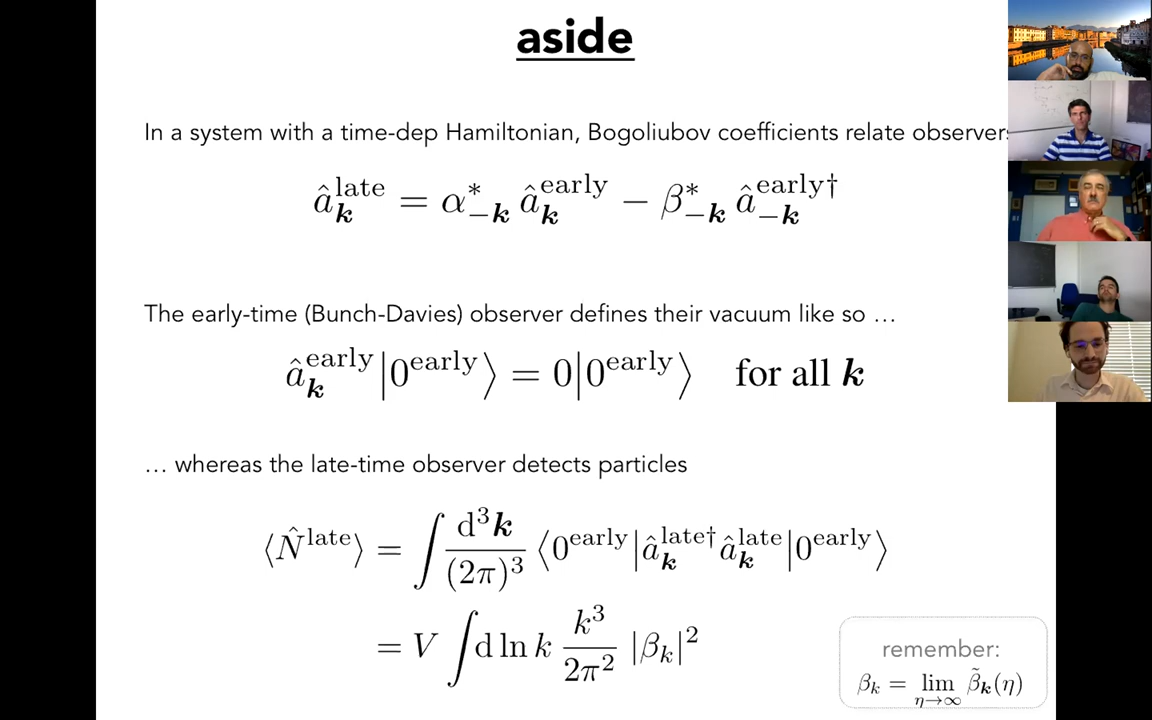 aside
In a system with a time-dep Hamiltonian, Bogoliubov coefficients relate observer
â_𝒌^late = α*_−𝒌 â_𝒌^early − β*_−𝒌 â_−𝒌^early†
The early-time (Bunch-Davies) observer defines their vacuum like so …
â_𝒌^early |0^early⟩ = 0|0^early⟩ for all 𝒌
… whereas the late-time observer detects particles
⟨N̂^late⟩ = ∫ d³𝒌/(2π)³ ⟨0^early|â_𝒌^late† â_𝒌^late|0^early⟩
= V ∫ d ln k k³/2π² |β_k|²
remember:
β_k = lim_η→∞ β̃_𝒌(η)